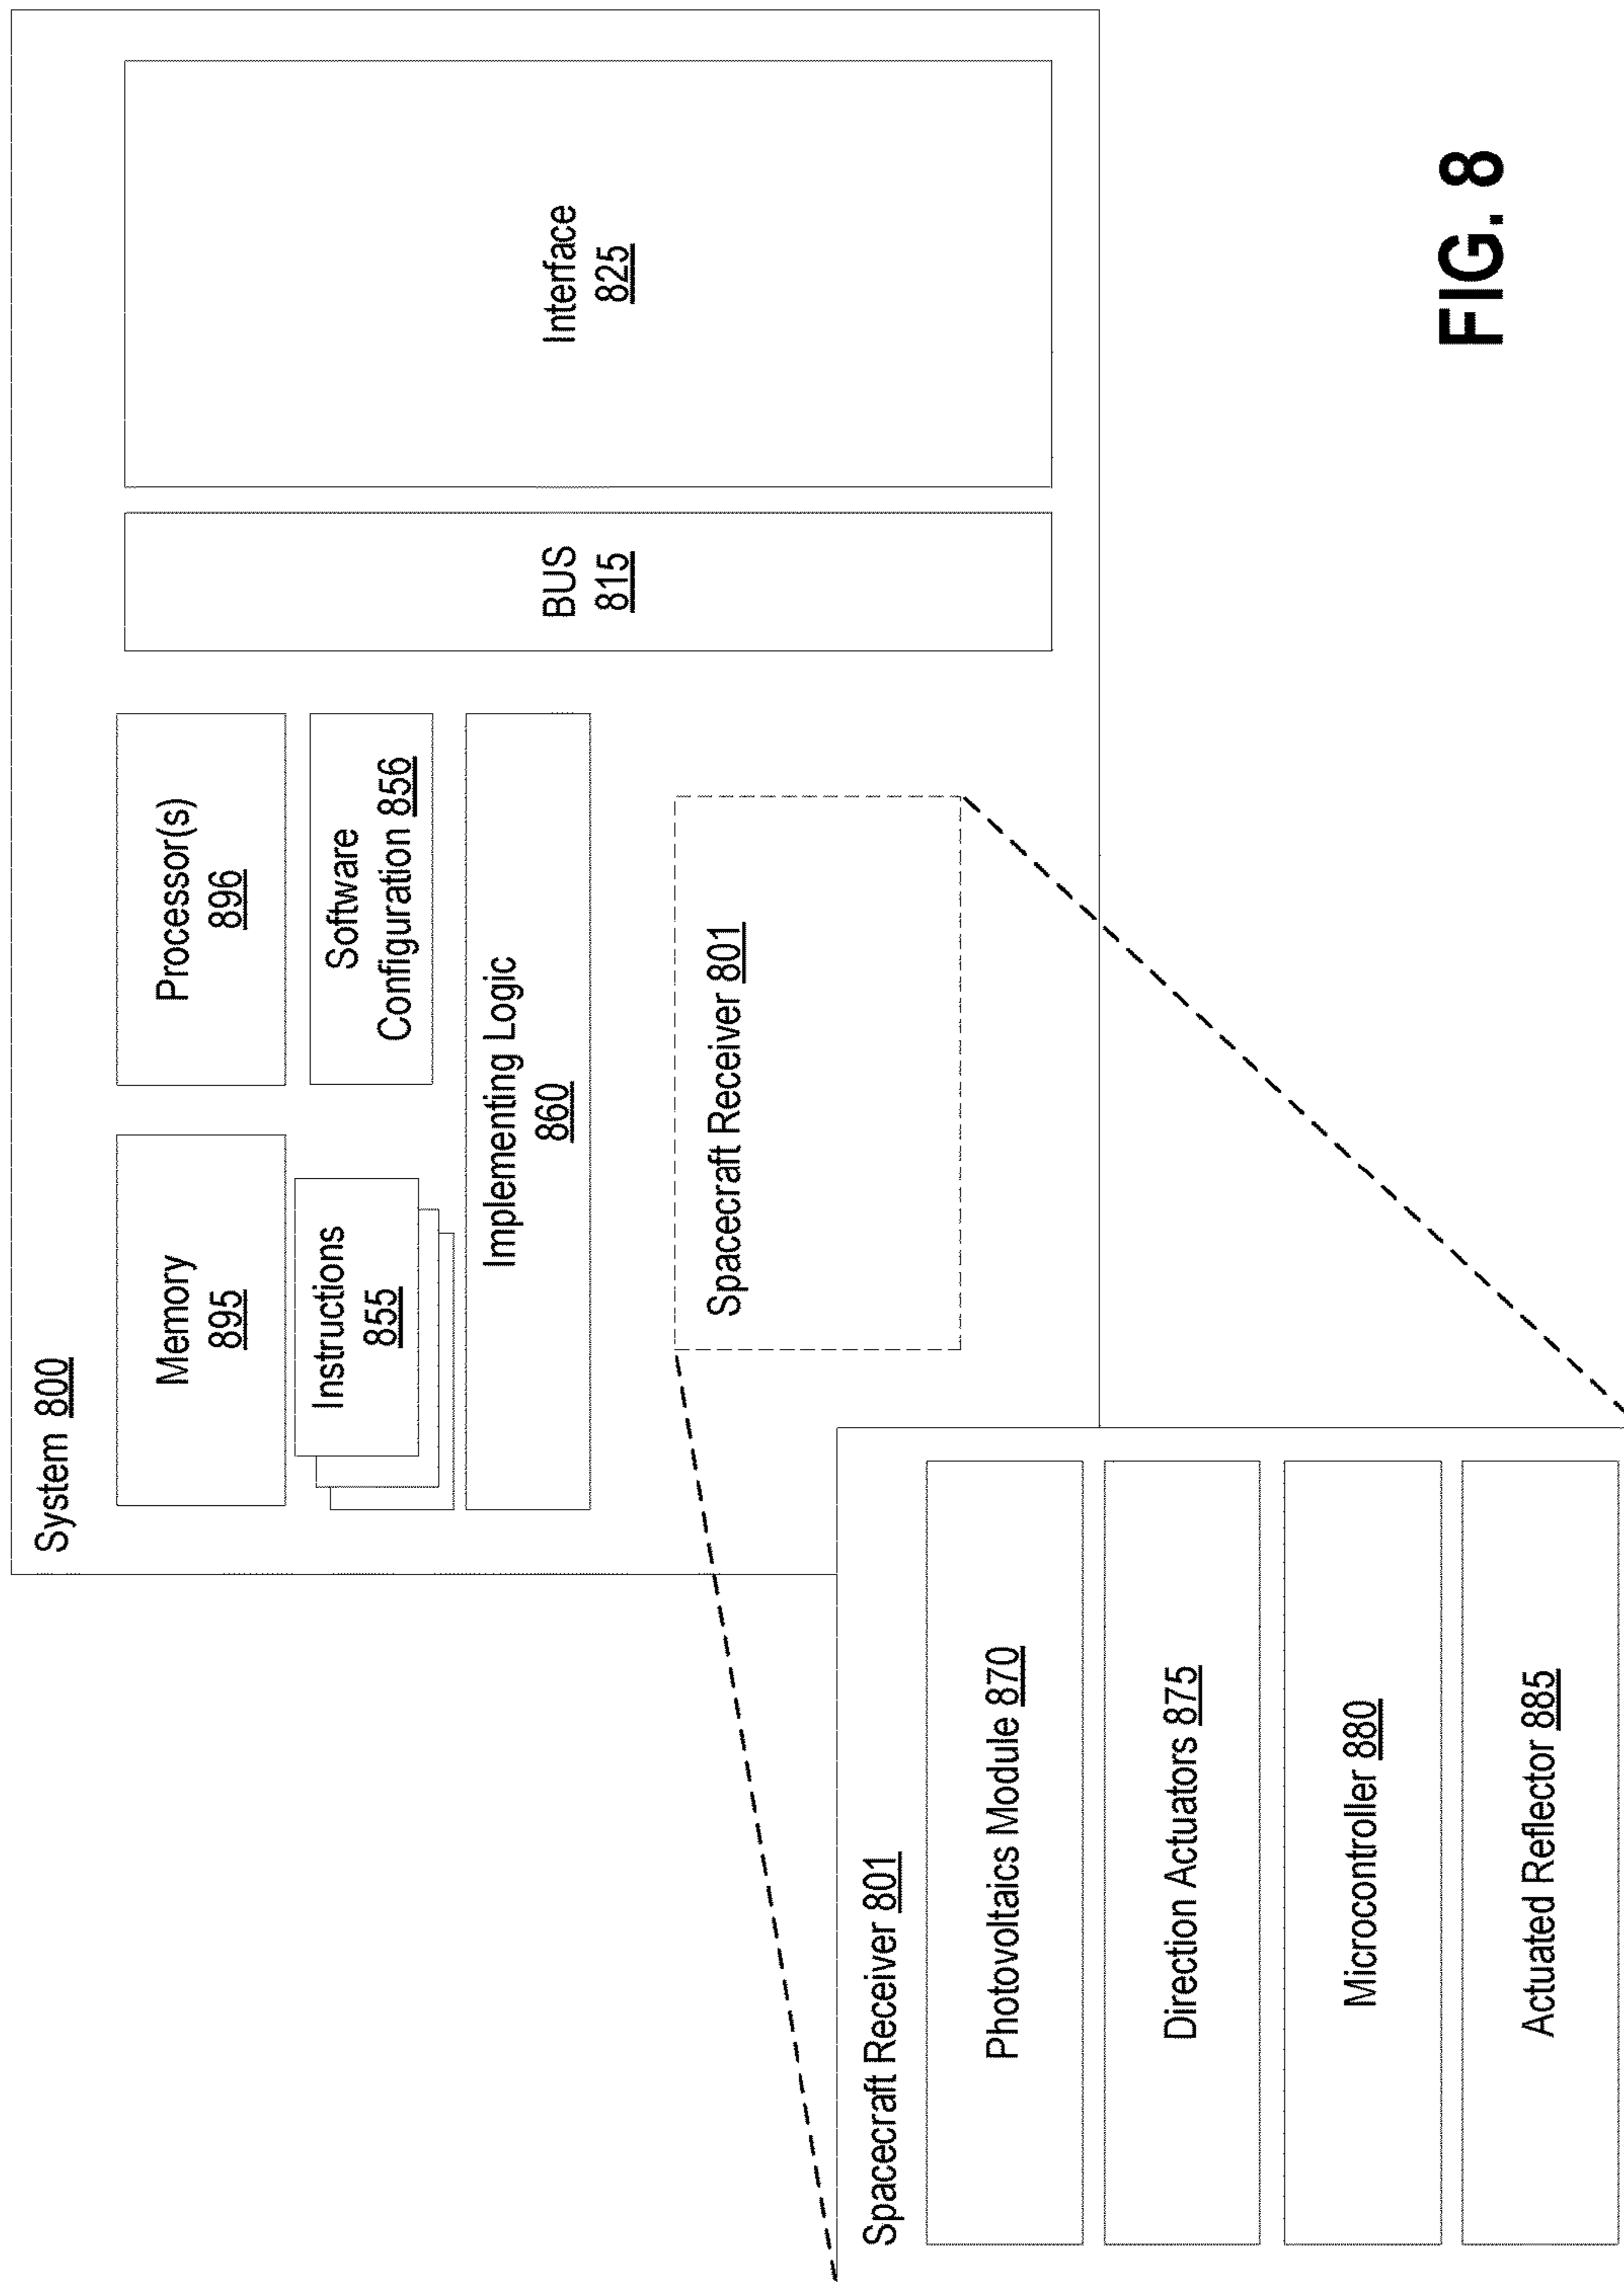 System 800
Memory
895
Processor(s)
896
Instructions
855
Software
Configuration 856
Implementing Logic
860
Spacecraft Receiver 801
BUS
815
Interface
825
Spacecraft Receiver 801
Photovoltaics Module 870
Direction Actuators 875
Microcontroller 880
Actuated Reflector 885
FIG. 8